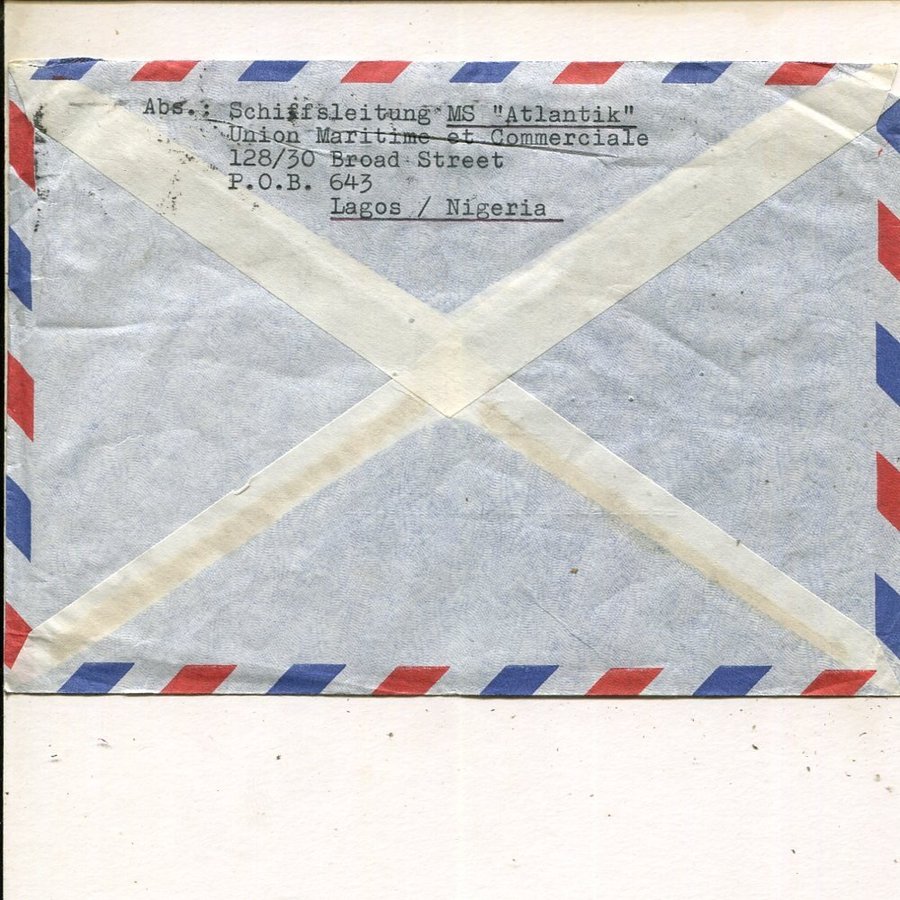 Abs.: Schiffsleitung MS "Atlantik"
Union Maritime et Commerciale
128/30 Broad Street
P.O.B. 643
Lagos / Nigeria